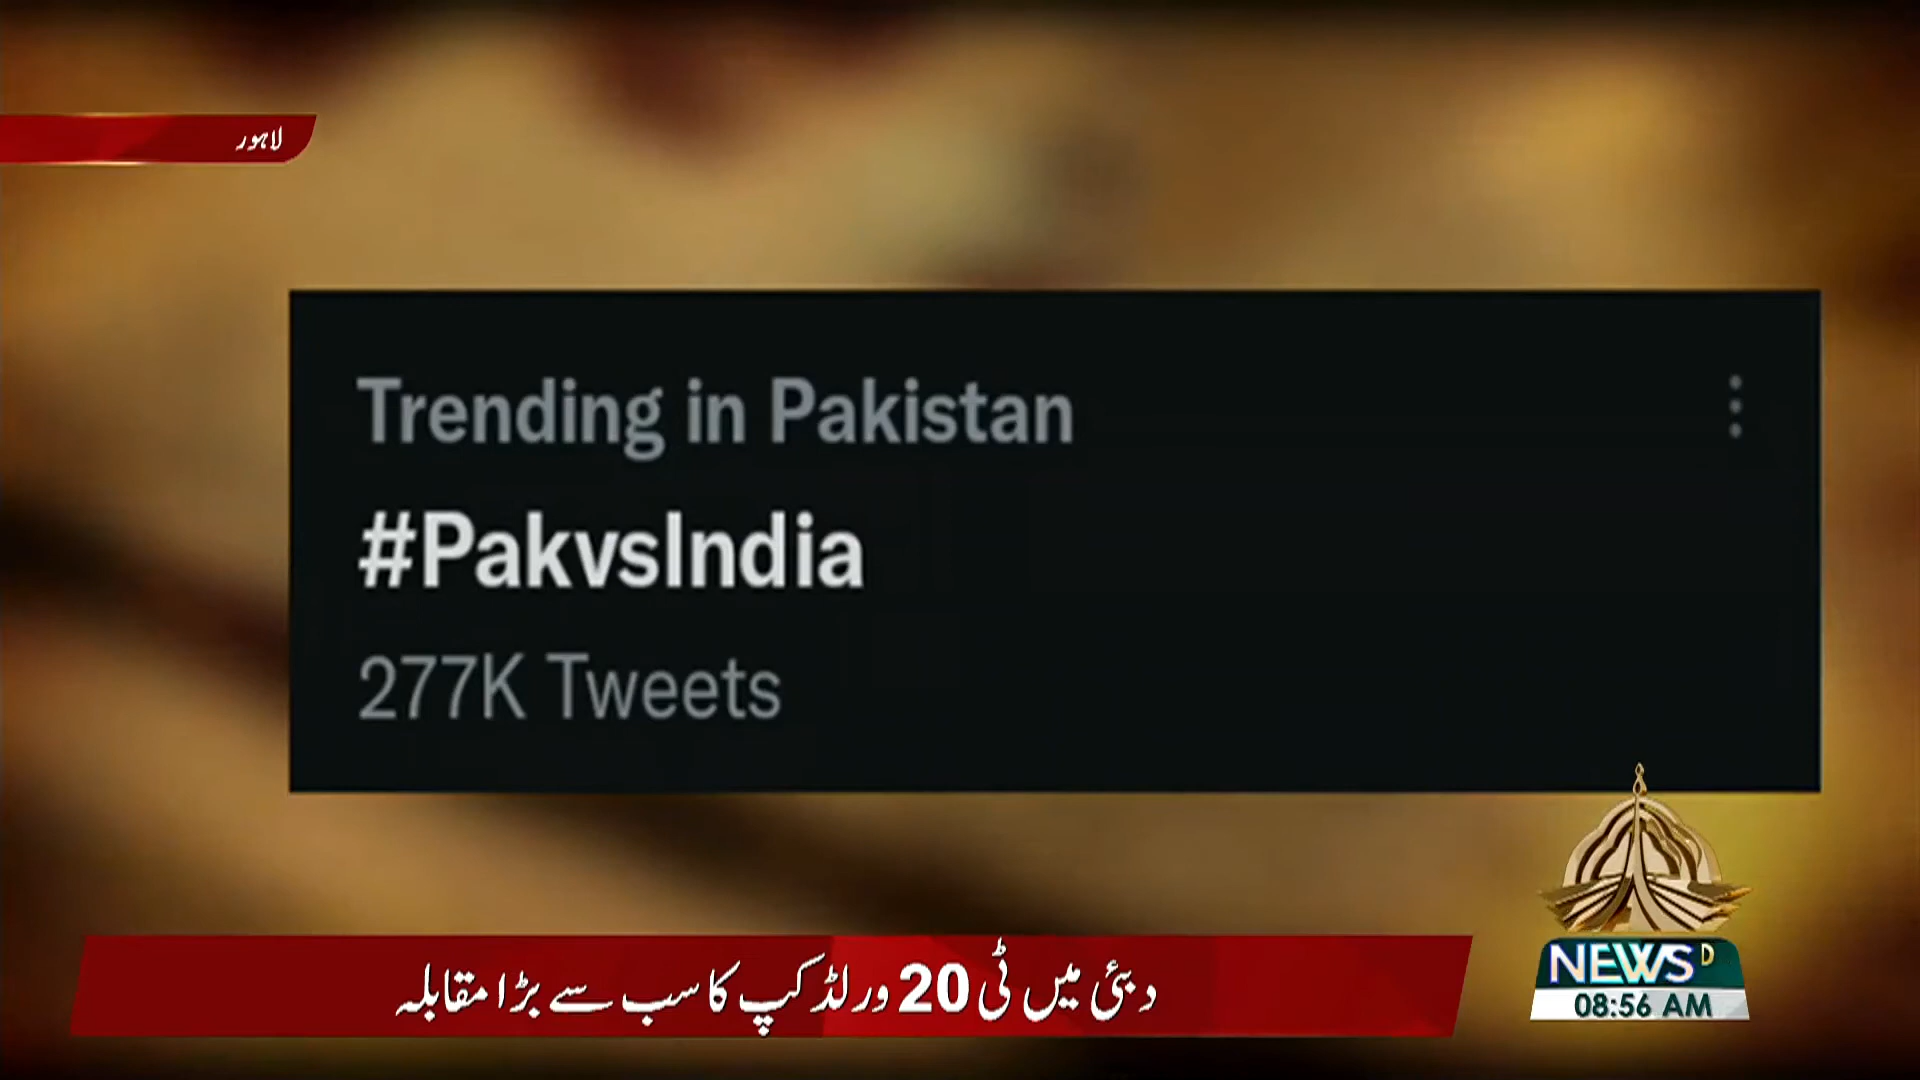 لاہور
Trending in Pakistan
#PakvsIndia
277K Tweets
دبئی میں ٹی 20 ورلڈ کپ کا سب سے بڑا مقابلہ
NEWS D
08:56 AM